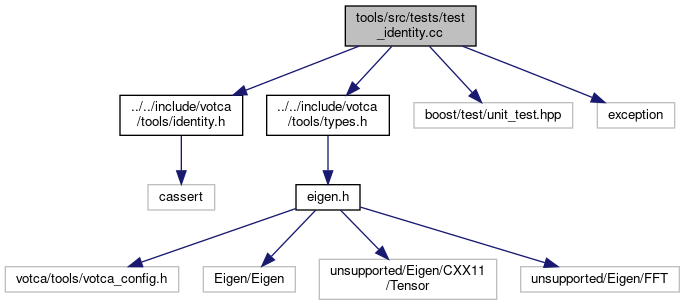 tools/src/tests/test
_identity.cc
../../include/votca
/tools/identity.h
../../include/votca
/tools/types.h
boost/test/unit_test.hpp
exception
cassert
eigen.h
votca/tools/votca_config.h
Eigen/Eigen
unsupported/Eigen/CXX11
/Tensor
unsupported/Eigen/FFT